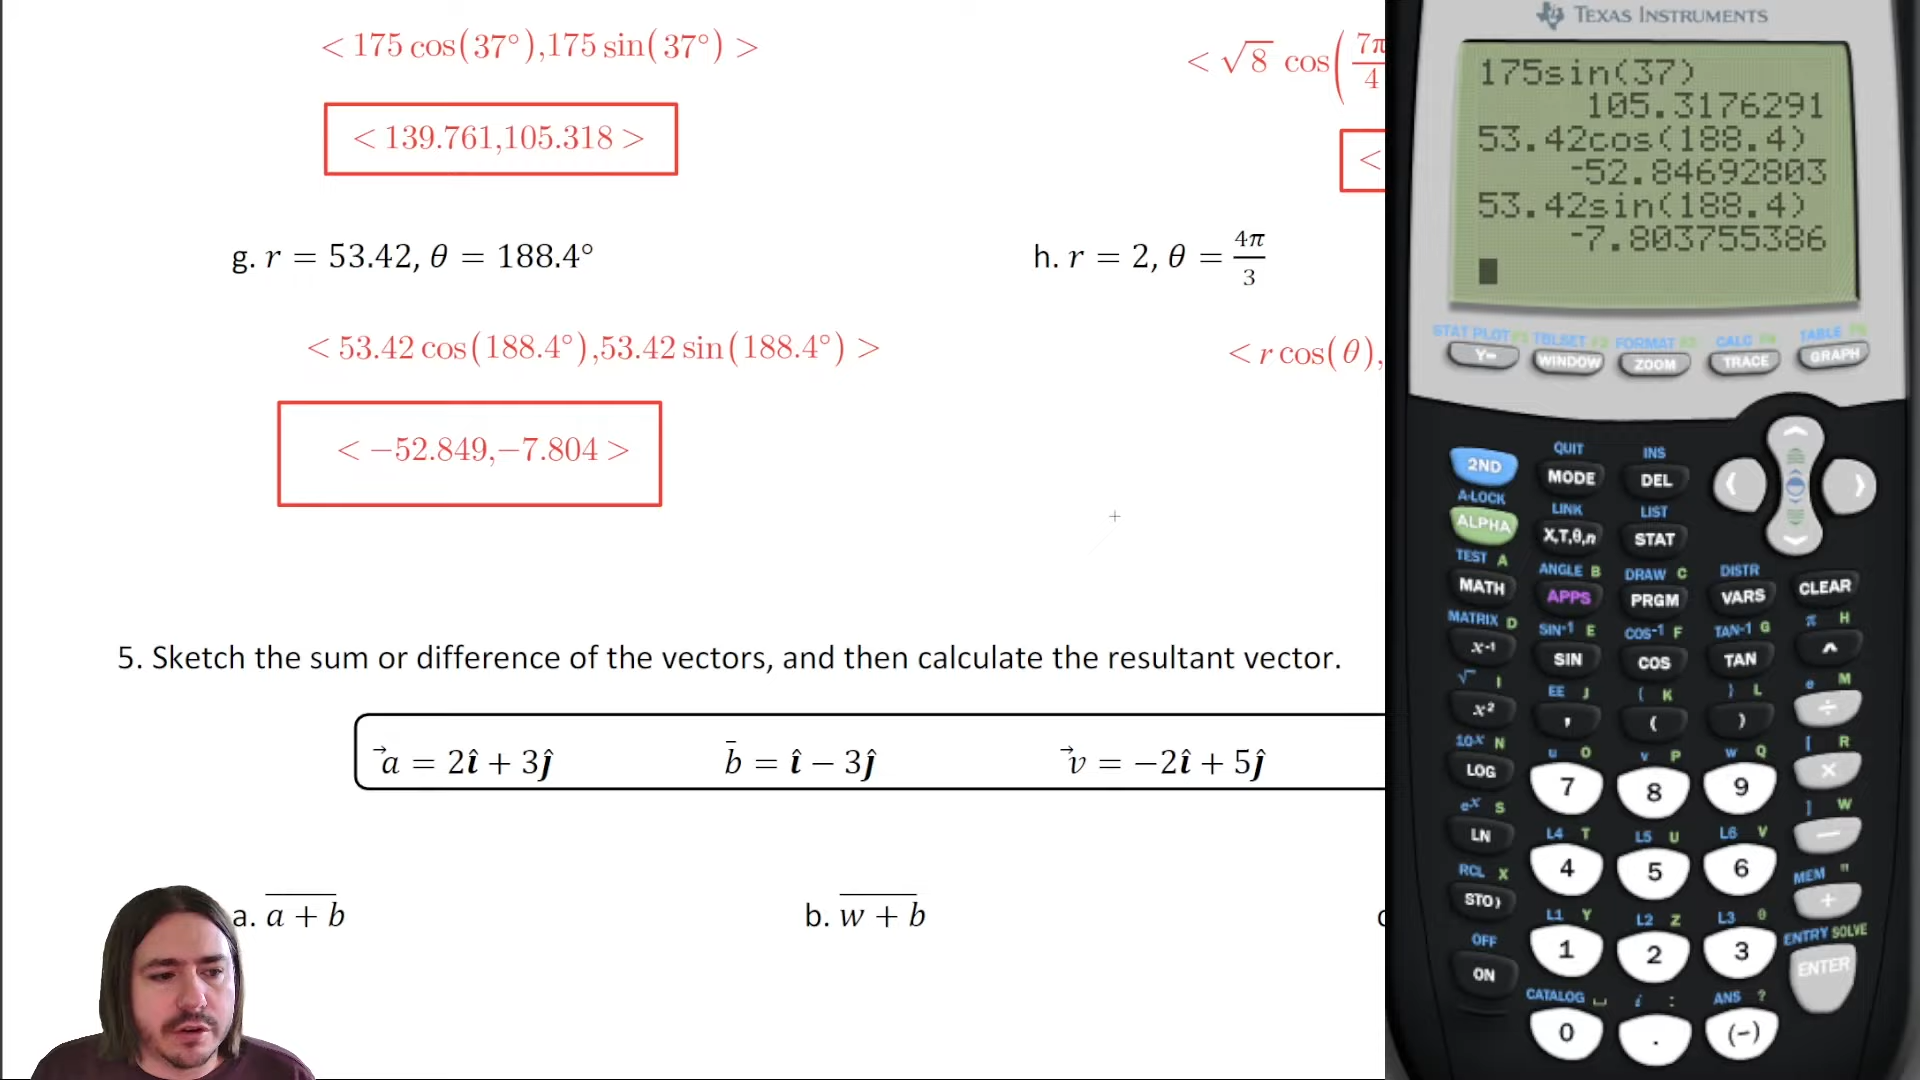 < 175 cos(37°),175 sin(37°) >
< √8 cos(7π/4
< 139.761,105.318 >
<
g. r = 53.42, θ = 188.4°
h. r = 2, θ = 4π/3
< 53.42 cos(188.4°),53.42 sin(188.4°) >
< r cos(θ),
< −52.849,−7.804 >
5. Sketch the sum or difference of the vectors, and then calculate the resultant vector.
a⃗ = 2î + 3ĵ
b̄ = î − 3ĵ
v⃗ = −2î + 5ĵ
a. a + b
b. w + b
TEXAS INSTRUMENTS
175sin(37)
105.3176291
53.42cos(188.4)
-52.84692803
53.42sin(188.4)
-7.803755386
STAT PLOT F1 TBLSET F2 FORMAT F3 CALC F4 TABLE F5
Y= WINDOW ZOOM TRACE GRAPH
QUIT INS
2ND MODE DEL
A-LOCK LINK LIST
ALPHA X,T,θ,n STAT
TEST A ANGLE B DRAW C DISTR
MATH APPS PRGM VARS CLEAR
MATRIX D SIN-1 E COS-1 F TAN-1 G π H
x-1 SIN COS TAN ^
√ I EE J { K } L e M
x² , ( ) ÷
10x N u O v P w Q [ R
LOG 7 8 9 ×
ex S L4 T L5 U L6 V ] W
LN 4 5 6 −
RCL X L1 Y L2 Z L3 θ MEM "
STO⟩ 1 2 3 +
OFF CATALOG ⎵ i : ANS ? ENTRY SOLVE
ON 0 . (-) ENTER